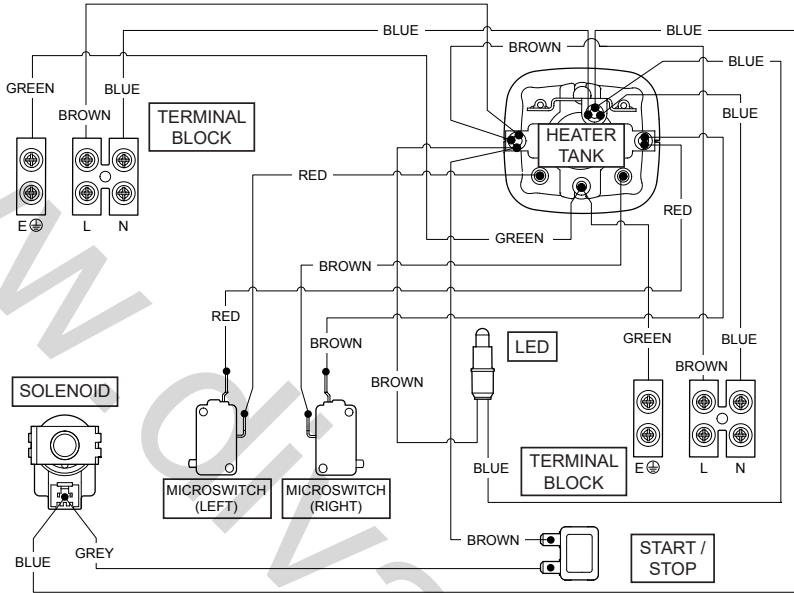 BLUE
BLUE
BROWN
BLUE
GREEN
BLUE
BROWN
TERMINAL
BLOCK
BLUE
HEATER
TANK
RED
RED
E
L
N
GREEN
BROWN
RED
BROWN
LED
GREEN
BLUE
BROWN
BROWN
SOLENOID
TERMINAL
BLOCK
BLUE
E
L
N
MICROSWITCH
(LEFT)
MICROSWITCH
(RIGHT)
BROWN
START /
STOP
BLUE
GREY
w.diva